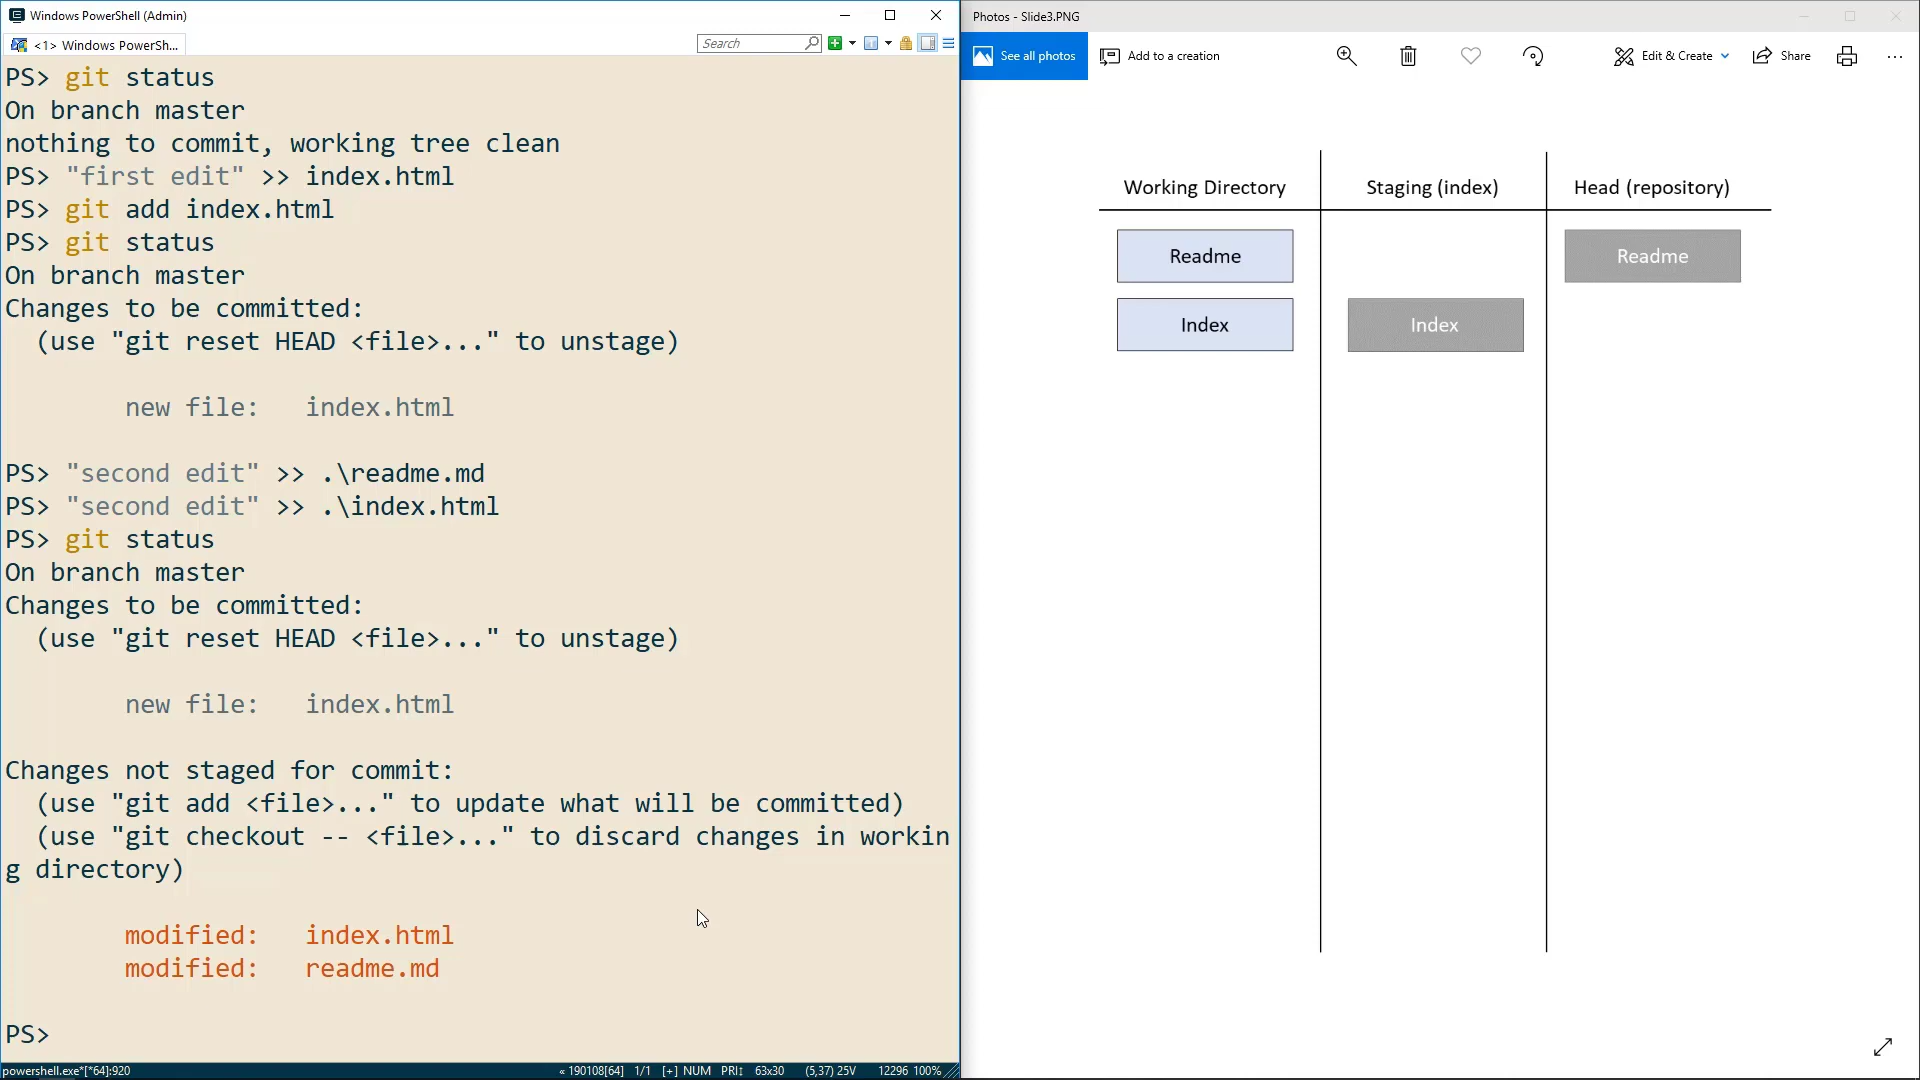 Windows PowerShell (Admin)
<1> Windows PowerSh...
Search
PS> git status
On branch master
nothing to commit, working tree clean
PS> "first edit" >> index.html
PS> git add index.html
PS> git status
On branch master
Changes to be committed:
  (use "git reset HEAD <file>..." to unstage)
        new file:   index.html
PS> "second edit" >> .\readme.md
PS> "second edit" >> .\index.html
PS> git status
On branch master
Changes to be committed:
  (use "git reset HEAD <file>..." to unstage)
        new file:   index.html
Changes not staged for commit:
  (use "git add <file>..." to update what will be committed)
  (use "git checkout -- <file>..." to discard changes in workin
g directory)
        modified:   index.html
        modified:   readme.md
PS>
powershell.exe*[*64]:920 « 190108[64] 1/1 [+] NUM PRI↕ 63x30 (5,37) 25V 12296 100%
Photos - Slide3.PNG
See all photos Add to a creation Edit & Create Share
Working Directory Staging (index) Head (repository)
Readme Readme
Index Index